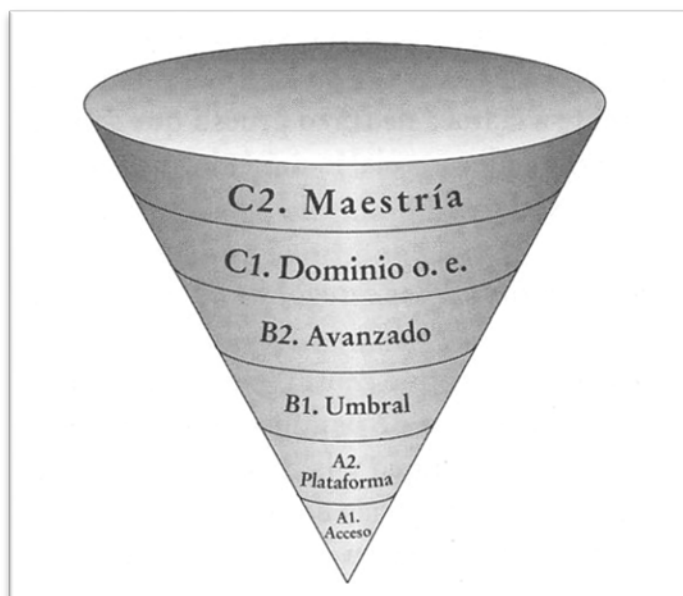 C2. Maestría
C1. Dominio o. e.
B2. Avanzado
B1. Umbral
A2.
Plataforma
A1.
Acceso